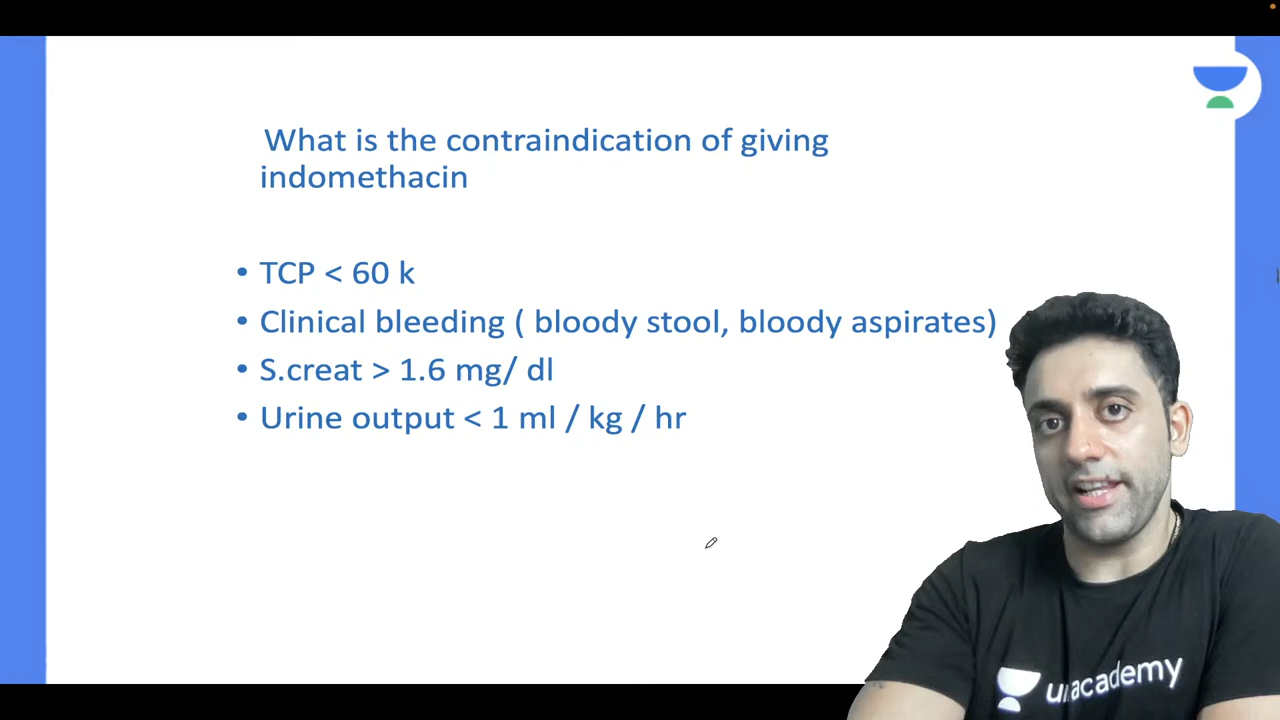 What is the contraindication of giving
indomethacin
• TCP < 60 k
• Clinical bleeding ( bloody stool, bloody aspirates)
• S.creat > 1.6 mg/ dl
• Urine output < 1 ml / kg / hr
unacademy